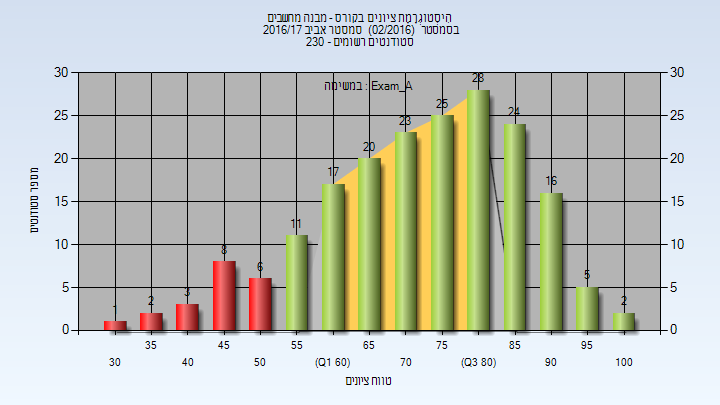 היסטוגרמת ציונים בקורס - מבנה מחשבים
בסמסטר (02/2016) סמסטר אביב 2016/17
סטודנטים רשומים - 230
במשימה : Exam_A
מספר סטודנטים
30 25 20 15 10 5 0
30 25 20 15 10 5 0
1 2 3 8 6 11 17 20 23 25 28 24 16 5 2
35 45 55 65 75 85 95
30 40 50 (Q1 60) 70 (Q3 80) 90 100
טווח ציונים